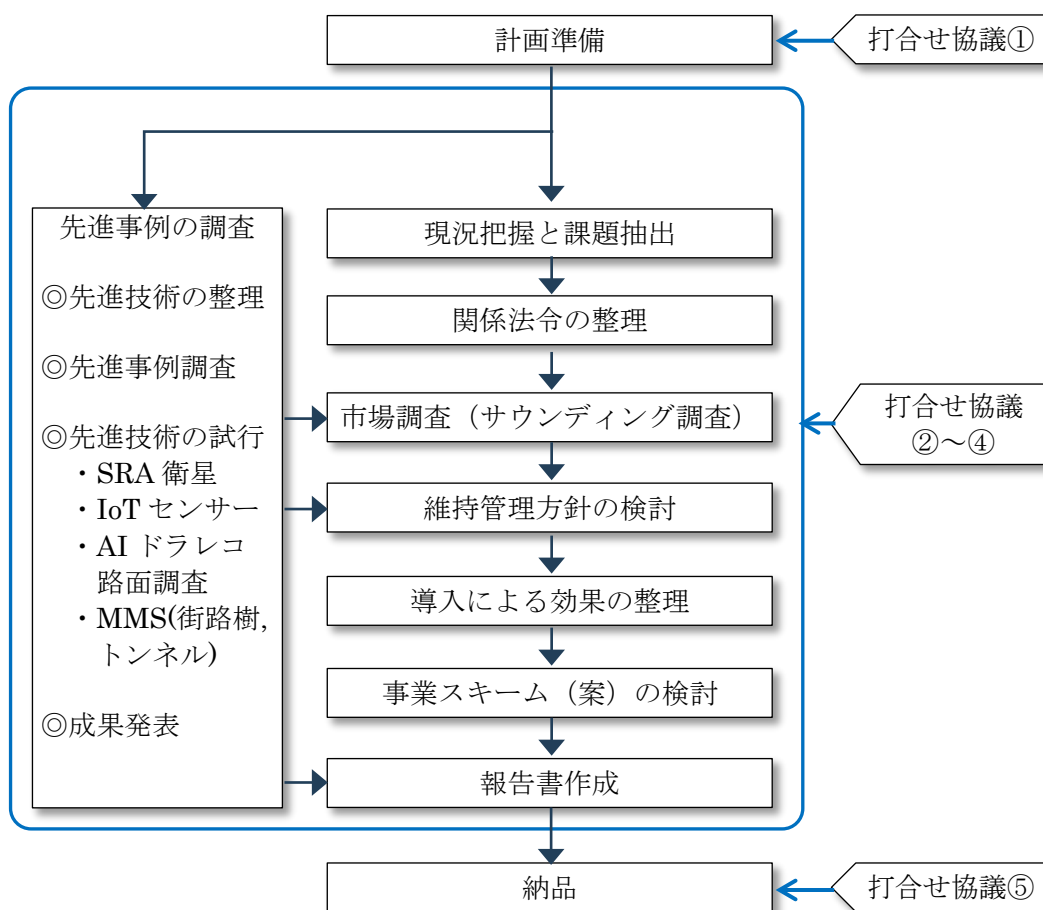 計画準備
打合せ協議①
先進事例の調査
◎先進技術の整理
◎先進事例調査
◎先進技術の試行
・SRA 衛星
・IoT センサー
・AI ドラレコ
路面調査
・MMS(街路樹,
トンネル)
◎成果発表
現況把握と課題抽出
関係法令の整理
市場調査（サウンディング調査）
維持管理方針の検討
導入による効果の整理
事業スキーム（案）の検討
報告書作成
打合せ協議
②～④
納品
打合せ協議⑤